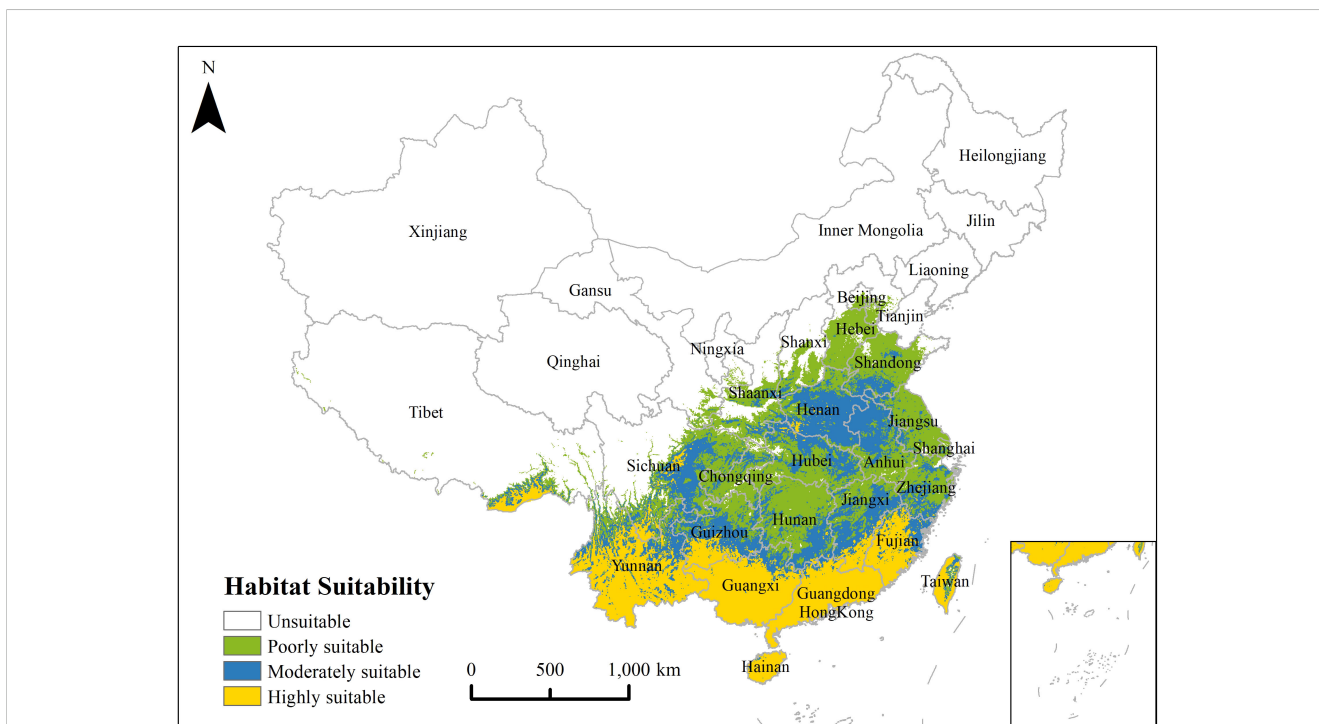 N
Heilongjiang
Jilin
Xinjiang
Inner Mongolia
Liaoning
Gansu
Beijing
Tianjin
Hebei
Shanxi
Ningxia
Qinghai
Shandong
Shaanxi
Tibet
Henan
Jiangsu
Shanghai
Hubei
Anhui
Sichuan
Chongqing
Zhejiang
Jiangxi
Hunan
Guizhou
Fujian
Yunnan
Guangxi
Taiwan
Guangdong
HongKong
Hainan
Habitat Suitability
Unsuitable
Poorly suitable
Moderately suitable
Highly suitable
0 500 1,000 km